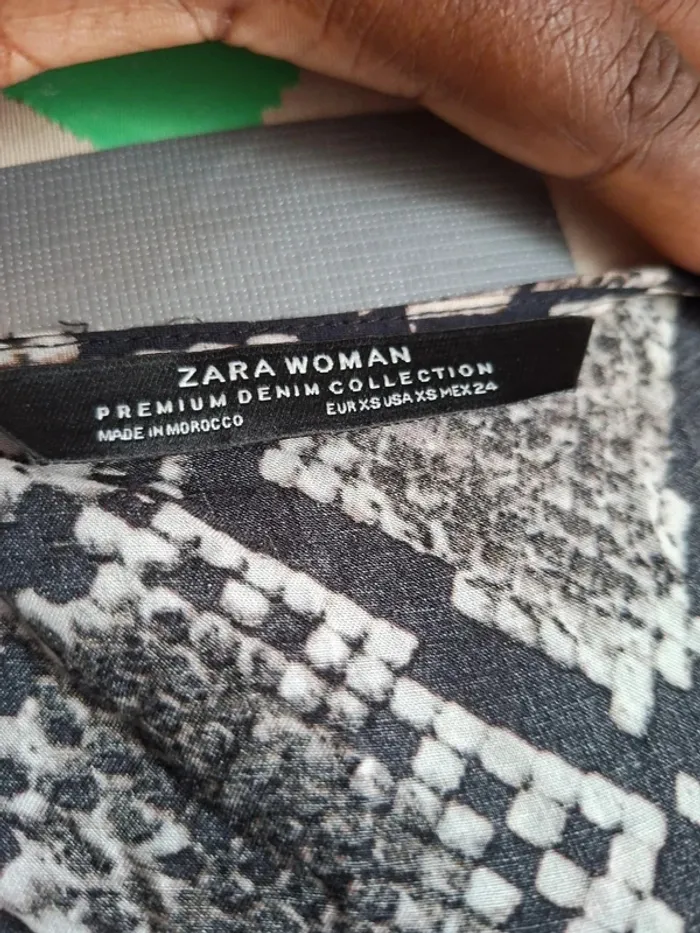 ZARA WOMAN
PREMIUM DENIM COLLECTION
MADE IN MOROCCO EUR XS USA XS MEX 24